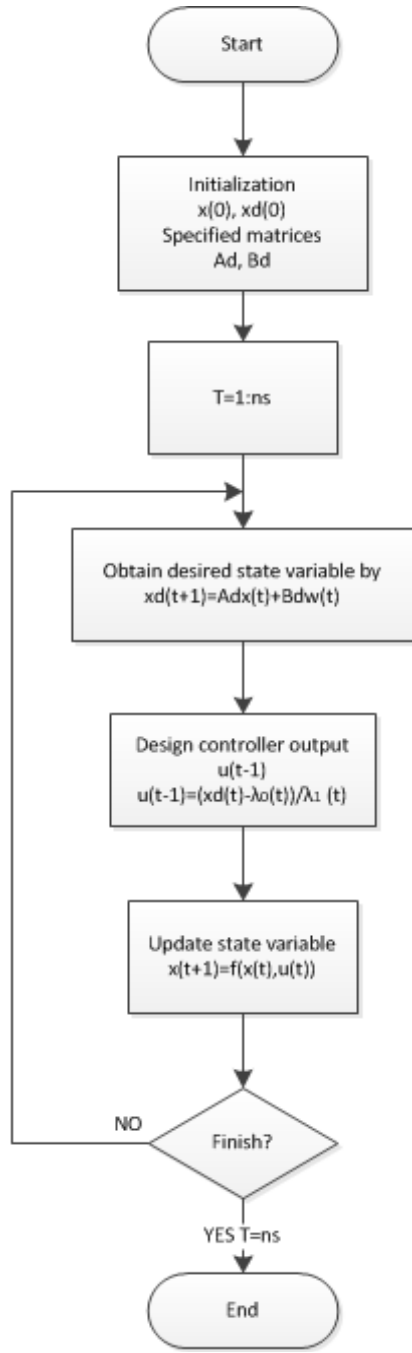 Start
Initialization
x(0), xd(0)
Specified matrices
Ad, Bd
T=1:ns
Obtain desired state variable by
xd(t+1)=Adx(t)+Bdw(t)
Design controller output
u(t-1)
u(t-1)=(xd(t)-λ₀(t))/λ₁ (t)
Update state variable
x(t+1)=f(x(t),u(t))
NO
Finish?
YES T=ns
End